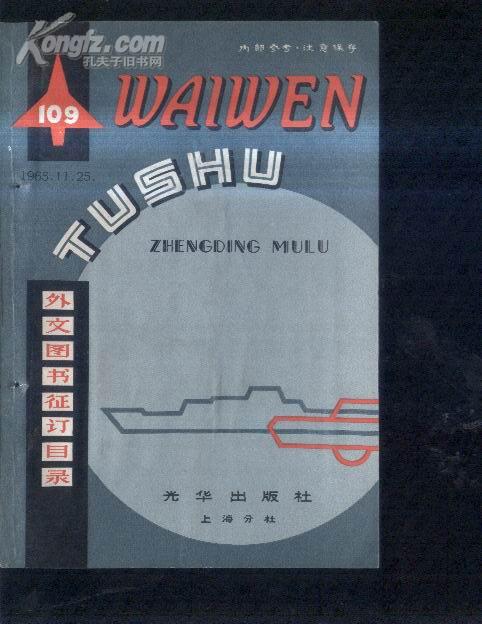 Kongfz.com
孔夫子旧书网
内部参考·注意保存
109
WAIWEN
1965.11.25.
TUSHU
ZHENGDING MULU
外文图书征订目录
光华出版社
上海分社